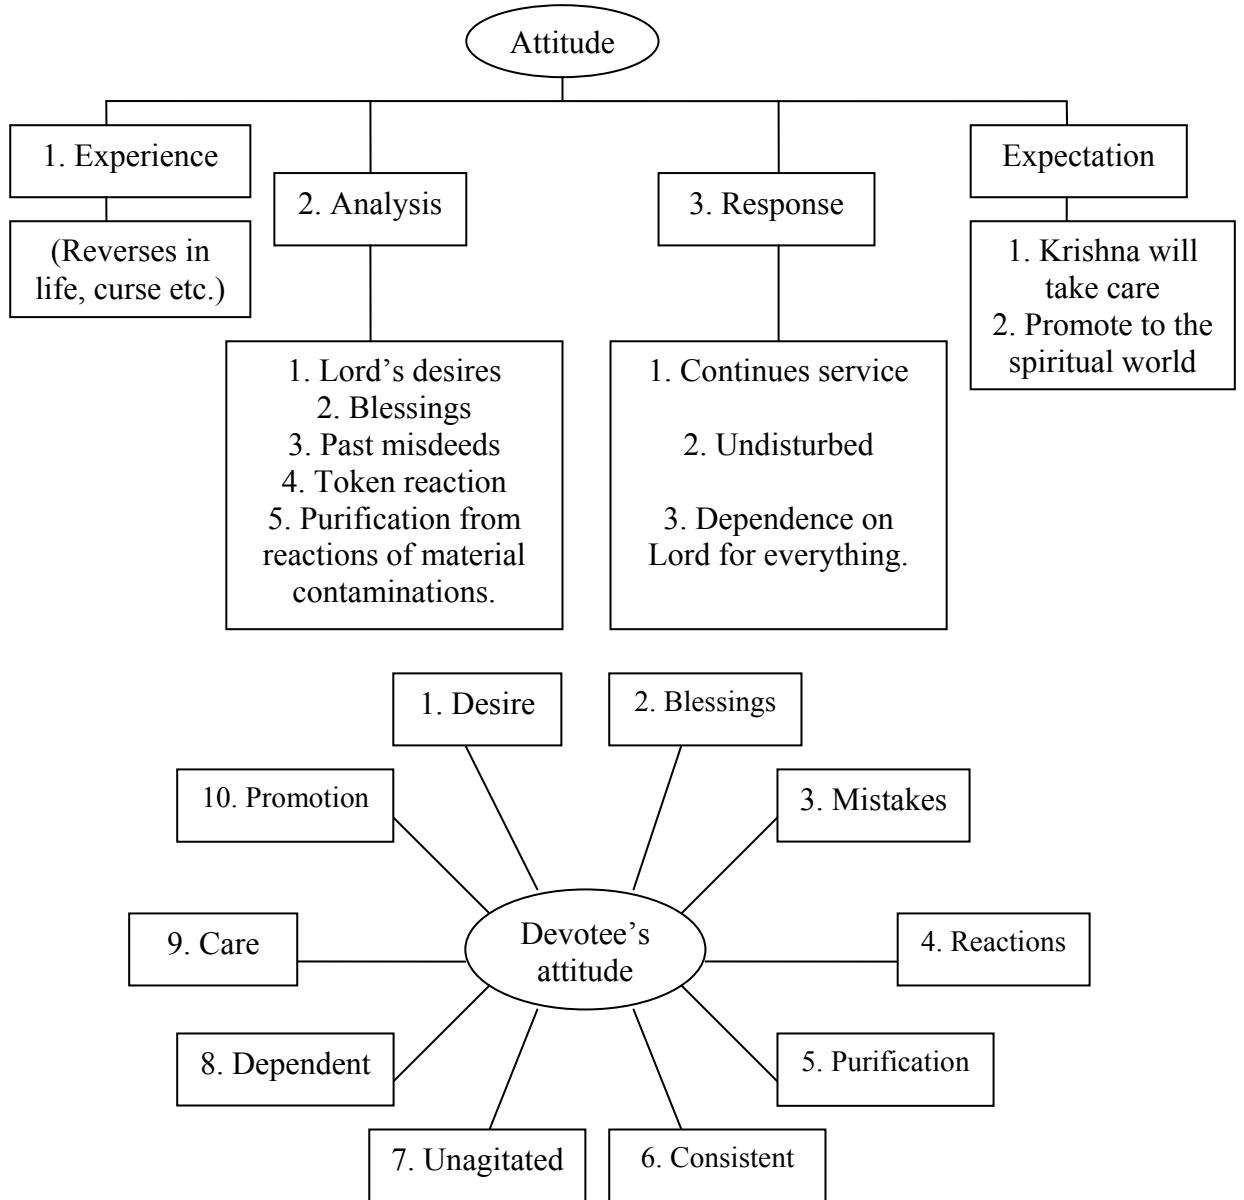 Attitude
1. Experience
(Reverses in
life, curse etc.)
2. Analysis
1. Lord’s desires
2. Blessings
3. Past misdeeds
4. Token reaction
5. Purification from
reactions of material
contaminations.
3. Response
1. Continues service
2. Undisturbed
3. Dependence on
Lord for everything.
Expectation
1. Krishna will
take care
2. Promote to the
spiritual world
Devotee’s
attitude
1. Desire
2. Blessings
3. Mistakes
4. Reactions
5. Purification
6. Consistent
7. Unagitated
8. Dependent
9. Care
10. Promotion